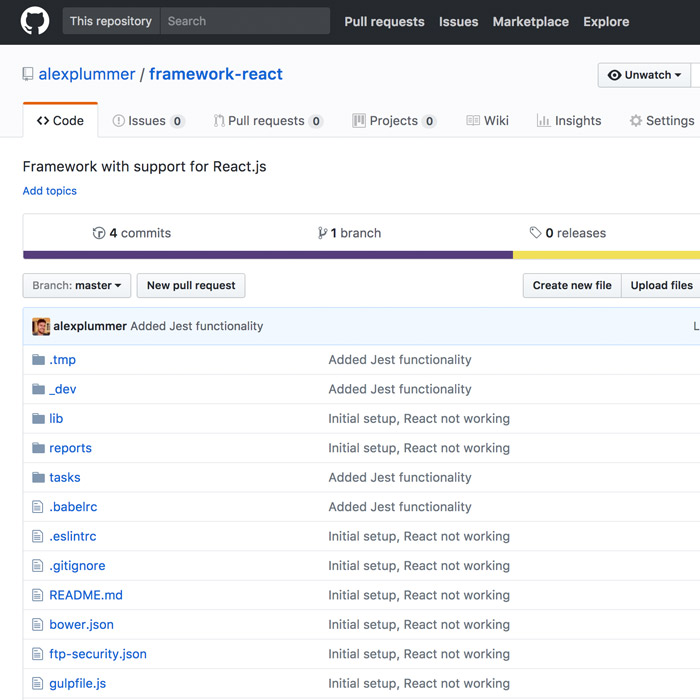 This repository Search Pull requests Issues Marketplace Explore
alexplummer / framework-react Unwatch
Code Issues 0 Pull requests 0 Projects 0 Wiki Insights Settings
Framework with support for React.js
Add topics
4 commits 1 branch 0 releases
Branch: master New pull request Create new file Upload files
alexplummer Added Jest functionality L
.tmp Added Jest functionality
_dev Added Jest functionality
lib Initial setup, React not working
reports Initial setup, React not working
tasks Added Jest functionality
.babelrc Added Jest functionality
.eslintrc Initial setup, React not working
.gitignore Initial setup, React not working
README.md Initial setup, React not working
bower.json Initial setup, React not working
ftp-security.json Initial setup, React not working
gulpfile.js Initial setup, React not working